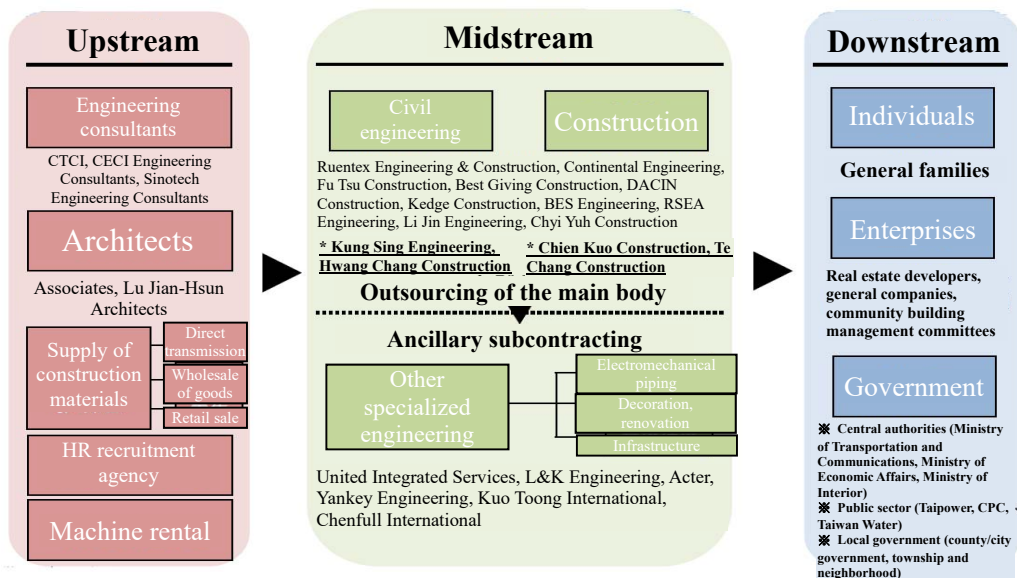 Upstream
Engineering
consultants
CTCI, CECI Engineering
Consultants, Sinotech
Engineering Consultants
Architects
Associates, Lu Jian-Hsun
Architects
Supply of
construction
materials
Direct
transmission
Wholesale
of goods
Retail sale
HR recruitment
agency
Machine rental
Midstream
Civil
engineering
Construction
Ruentex Engineering & Construction, Continental Engineering,
Fu Tsu Construction, Best Giving Construction, DACIN
Construction, Kedge Construction, BES Engineering, RSEA
Engineering, Li Jin Engineering, Chyi Yuh Construction
* Kung Sing Engineering,
Hwang Chang Construction
* Chien Kuo Construction, Te
Chang Construction
Outsourcing of the main body
Ancillary subcontracting
Other
specialized
engineering
Electromechanical
piping
Decoration,
renovation
Infrastructure
United Integrated Services, L&K Engineering, Acter,
Yankey Engineering, Kuo Toong International,
Chenfull International
Downstream
Individuals
General families
Enterprises
Real estate developers,
general companies,
community building
management committees
Government
※ Central authorities (Ministry
of Transportation and
Communications, Ministry of
Economic Affairs, Ministry of
Interior)
※ Public sector (Taipower, CPC,
Taiwan Water)
※ Local government (county/city
government, township and
neighborhood)